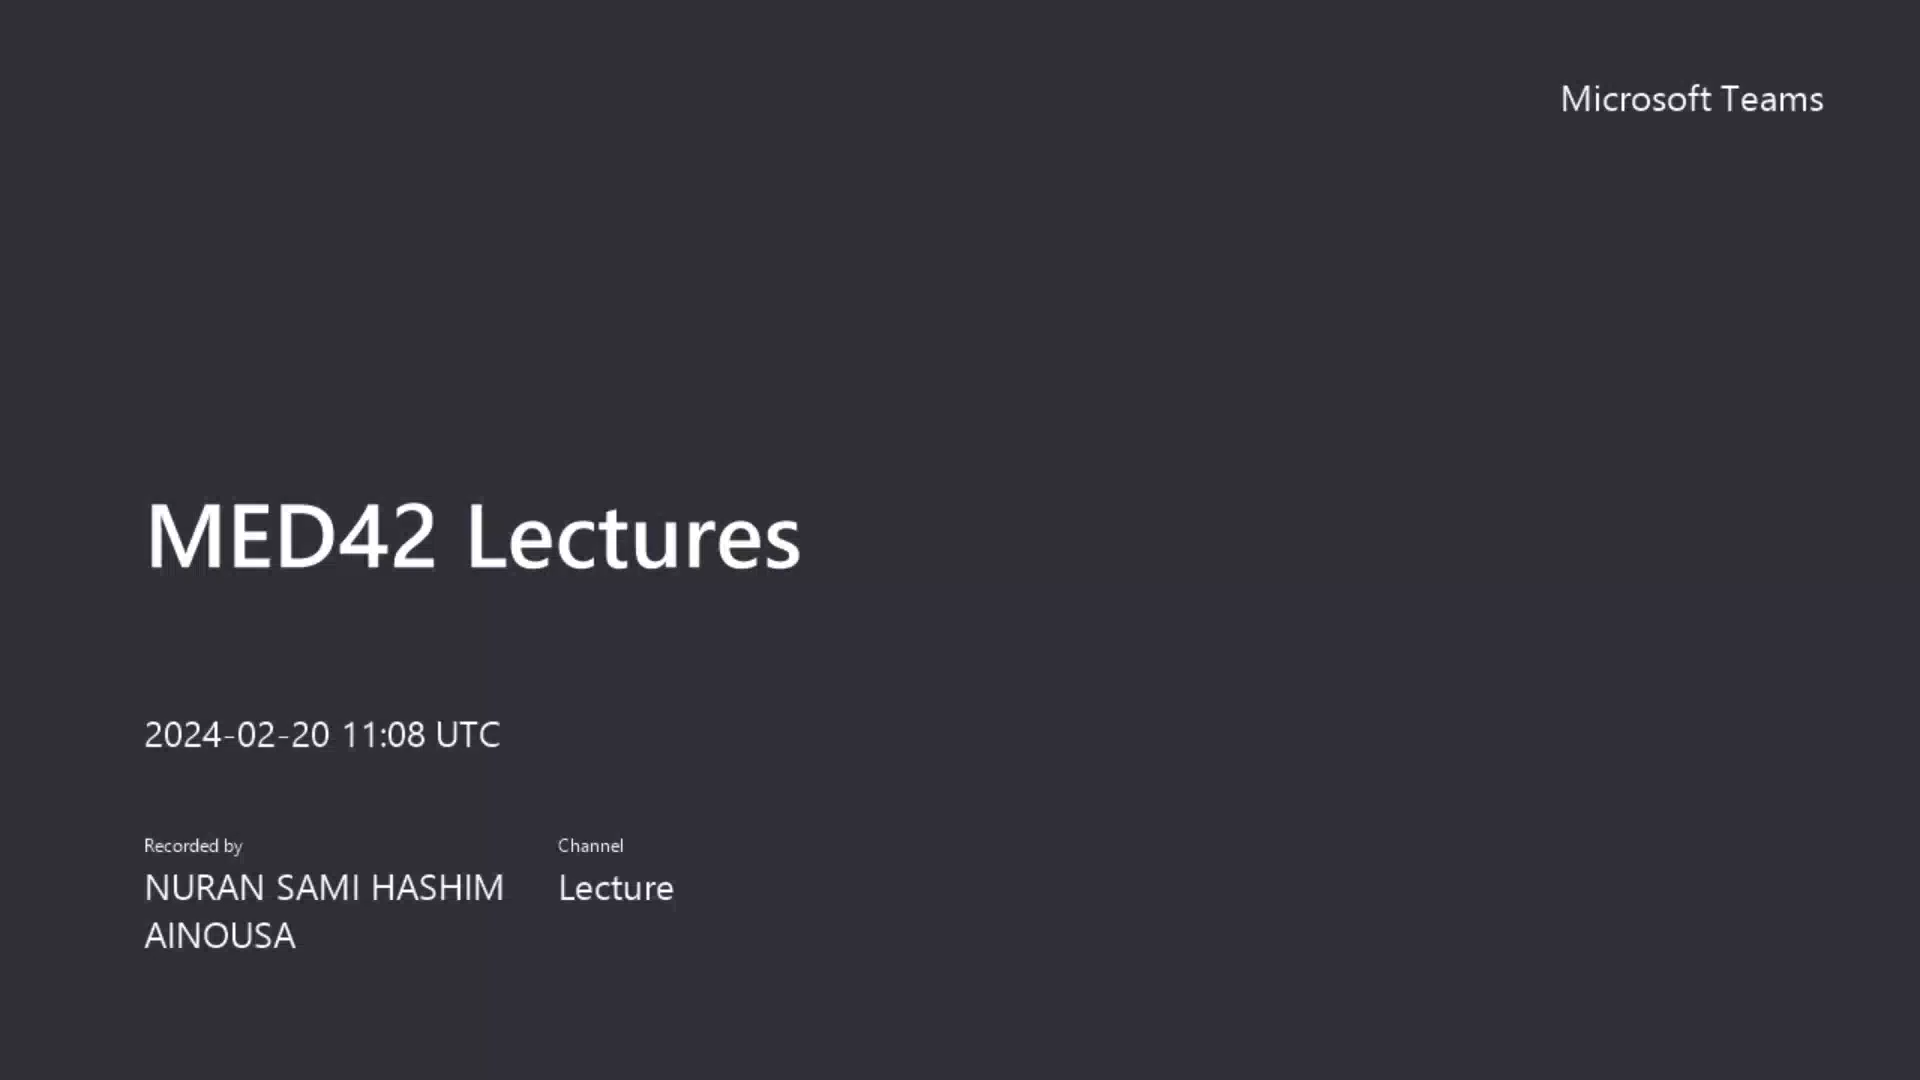 Microsoft Teams
MED42 Lectures
2024-02-20 11:08 UTC
Recorded by
NURAN SAMI HASHIM
AINOUSA
Channel
Lecture